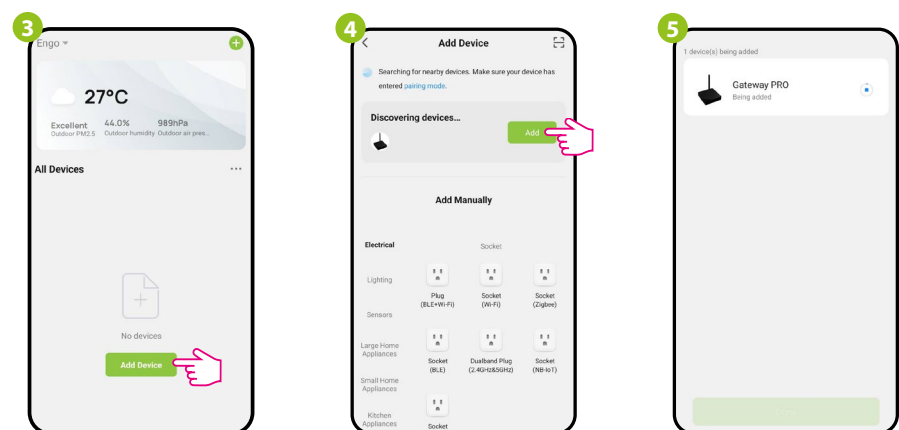 3
Engo
27°C
Excellent 44.0% 989hPa
Outdoor PM2.5 Outdoor humidity Outdoor air pres...
All Devices
No devices
Add Device
4
Add Device
Searching for nearby devices. Make sure your device has
entered pairing mode.
Discovering devices...
Add
Add Manually
Electrical
Lighting
Sensors
Large Home
Appliances
Small Home
Appliances
Kitchen
Appliances
Socket
Plug
(BLE+Wi-Fi)
Socket
(Wi-Fi)
Socket
(Zigbee)
Socket
(BLE)
Dualband Plug
(2.4GHz&5GHz)
Socket
(NB-IoT)
Socket
5
1 device(s) being added
Gateway PRO
Being added